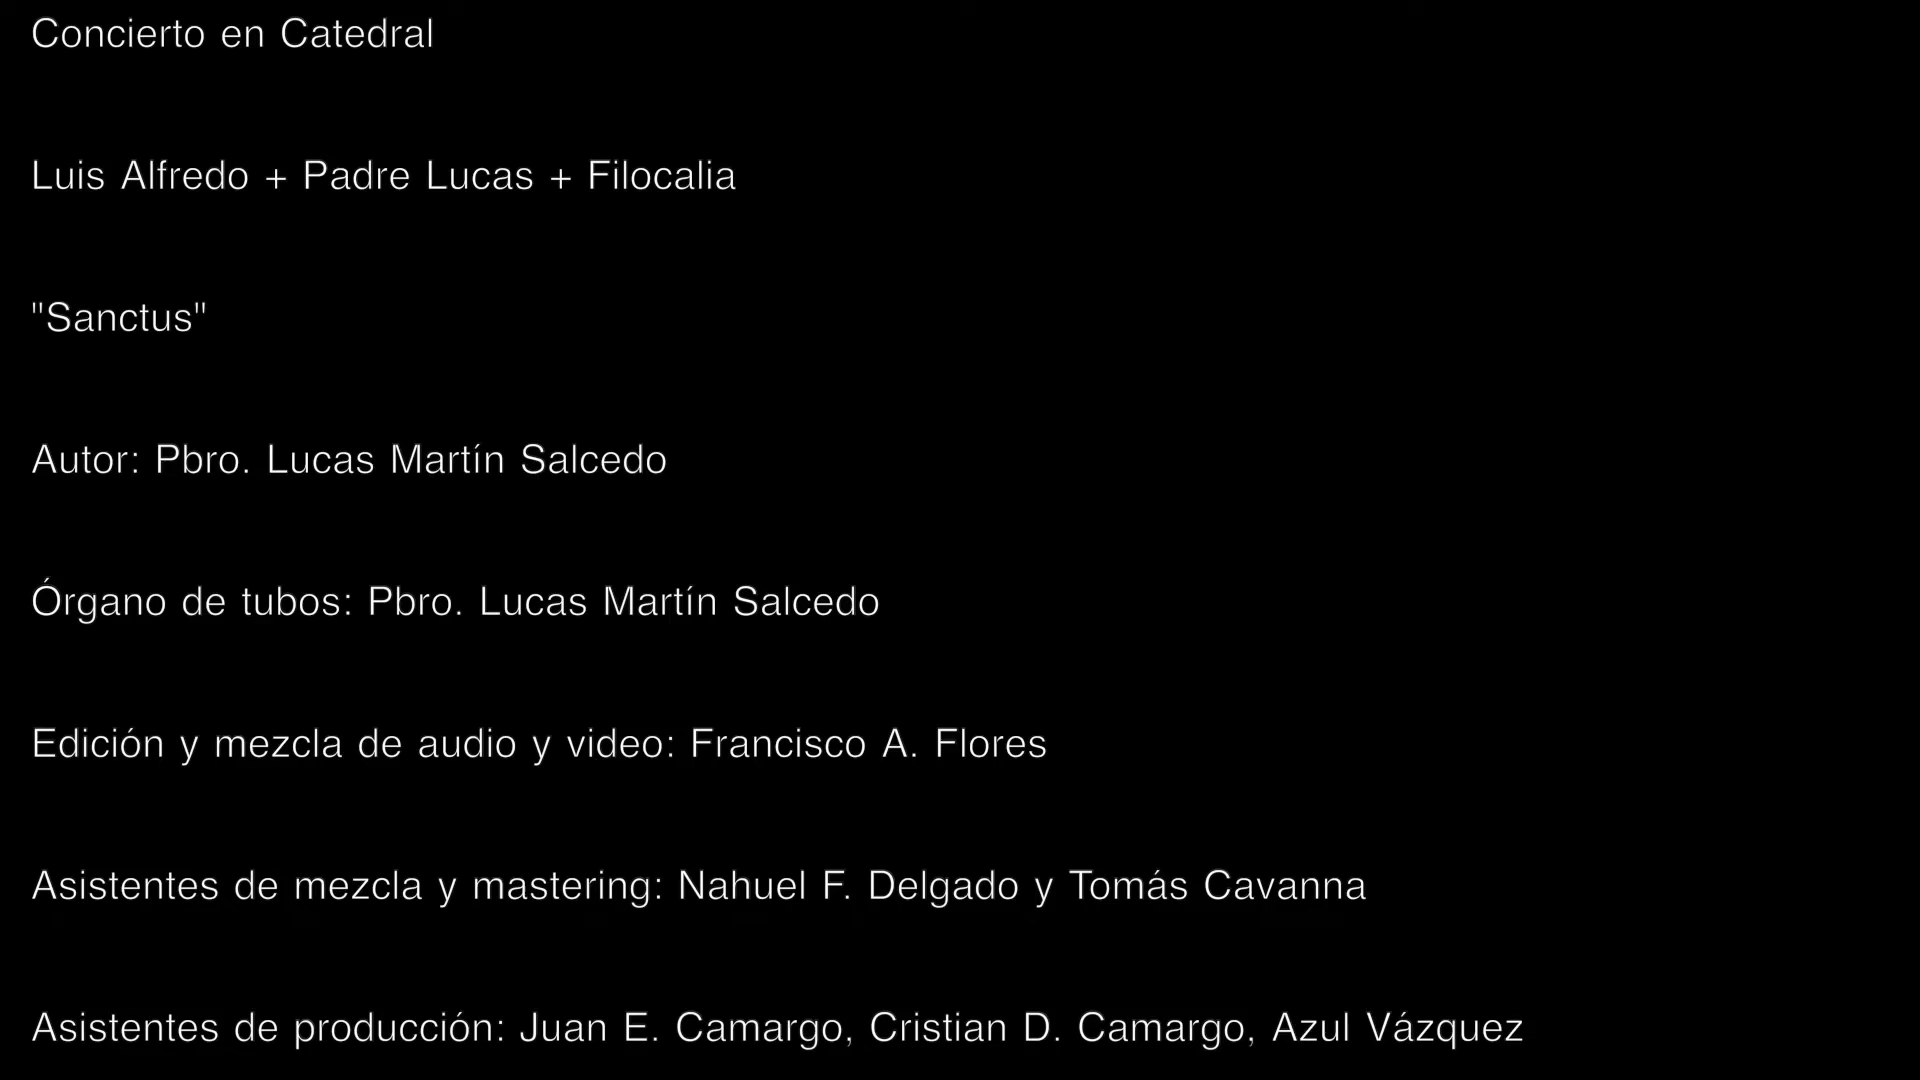 Concierto en Catedral
Luis Alfredo + Padre Lucas + Filocalia
"Sanctus"
Autor: Pbro. Lucas Martín Salcedo
Órgano de tubos: Pbro. Lucas Martín Salcedo
Edición y mezcla de audio y video: Francisco A. Flores
Asistentes de mezcla y mastering: Nahuel F. Delgado y Tomás Cavanna
Asistentes de producción: Juan E. Camargo, Cristian D. Camargo, Azul Vázquez